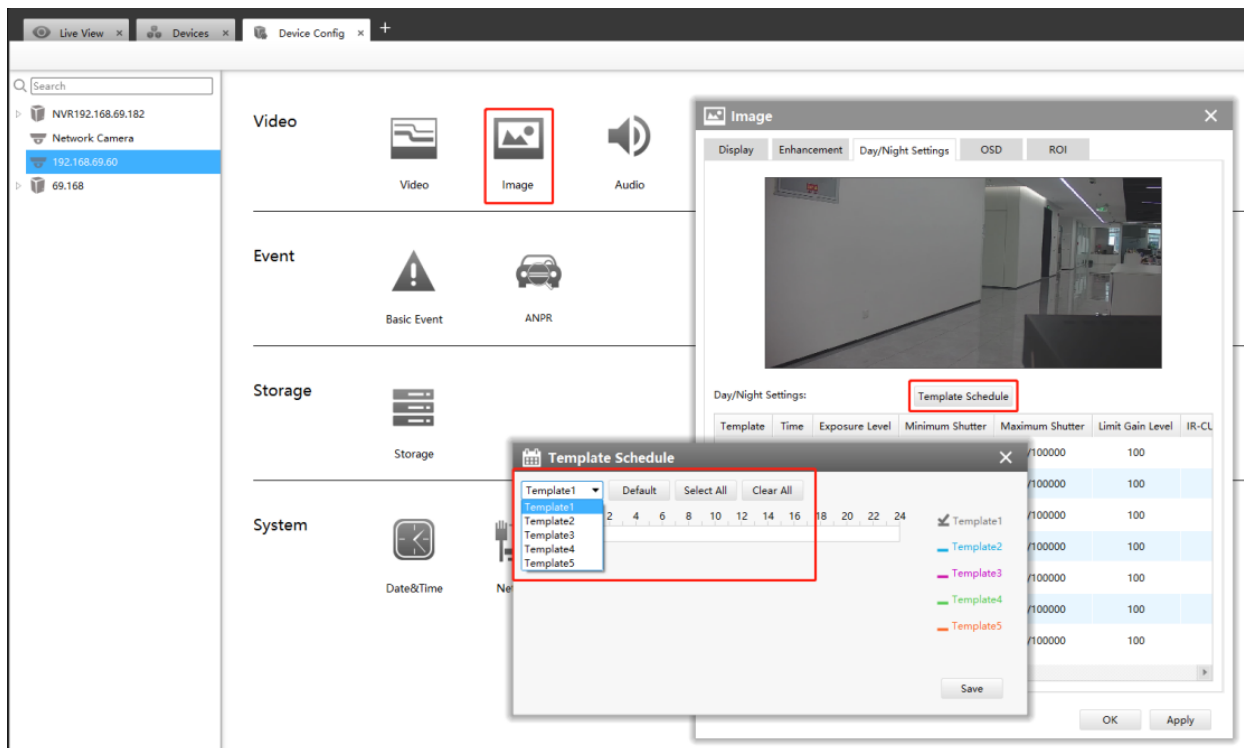 Live View × Devices × Device Config × +
Search
NVR192.168.69.182
Network Camera
192.168.69.60
69.168
Video
Video Image Audio
Event
Basic Event ANPR
Storage
Storage
System
Date&Time Ne
Image
Display Enhancement Day/Night Settings OSD ROI
Day/Night Settings: Template Schedule
Template Time Exposure Level Minimum Shutter Maximum Shutter Limit Gain Level IR-CU
/100000 100
/100000 100
/100000 100
/100000 100
/100000 100
/100000 100
/100000 100
OK Apply
Template Schedule
Template1 Default Select All Clear All
Template1
Template2
Template3
Template4
Template5
2 4 6 8 10 12 14 16 18 20 22 24
Template1
Template2
Template3
Template4
Template5
Save